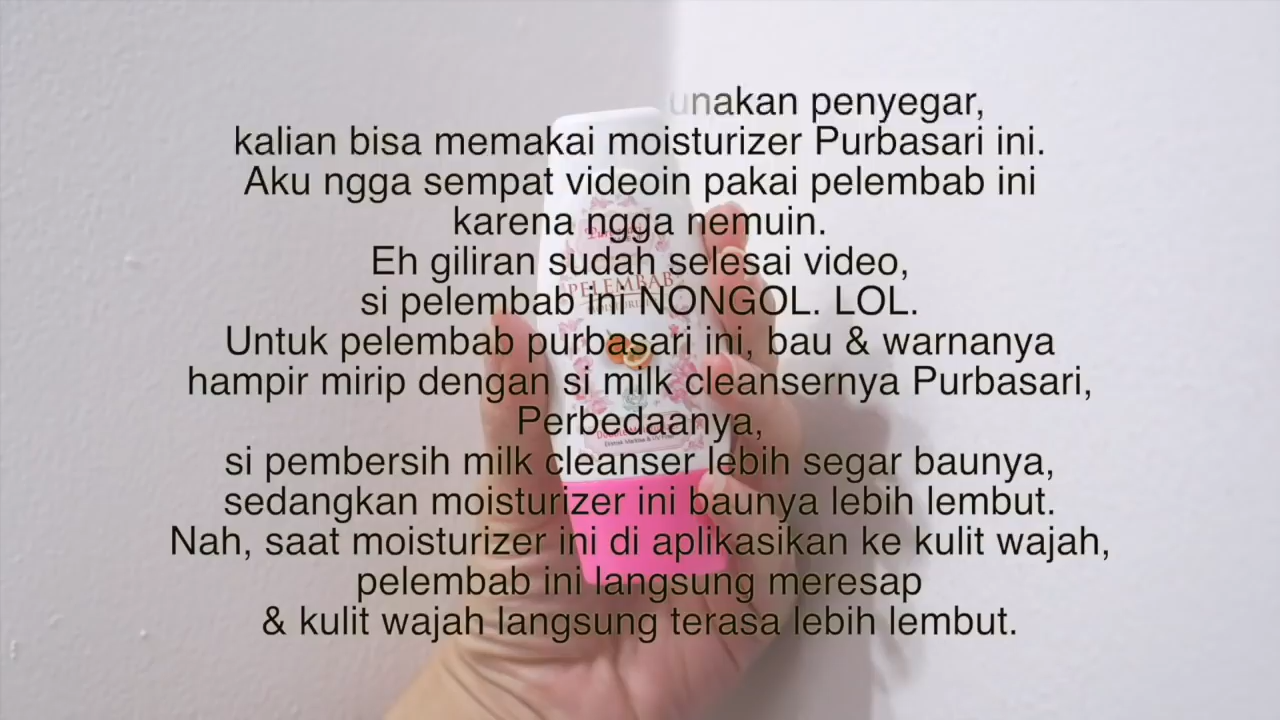 unakan penyegar,
kalian bisa memakai moisturizer Purbasari ini.
Aku ngga sempat videoin pakai pelembab ini
karena ngga nemuin.
Eh giliran sudah selesai video,
si pelembab ini NONGOL. LOL.
Untuk pelembab purbasari ini, bau & warnanya
hampir mirip dengan si milk cleansernya Purbasari,
Perbedaanya,
si pembersih milk cleanser lebih segar baunya,
sedangkan moisturizer ini baunya lebih lembut.
Nah, saat moisturizer ini di aplikasikan ke kulit wajah,
pelembab ini langsung meresap
& kulit wajah langsung terasa lebih lembut.
PELEMBAB